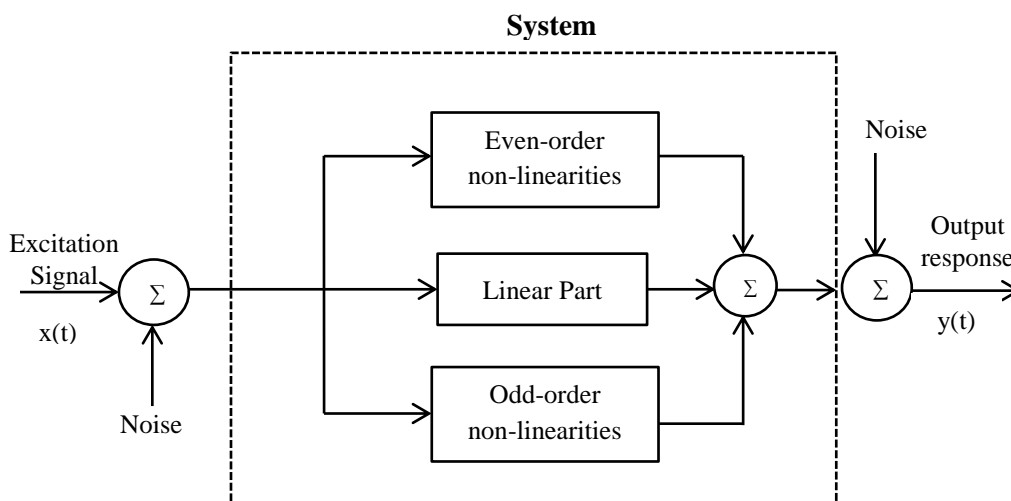 System
Even-order
non-linearities
Noise
Excitation
Signal
Output
response
Σ
Linear Part
Σ
Σ
x(t)
y(t)
Odd-order
non-linearities
Noise